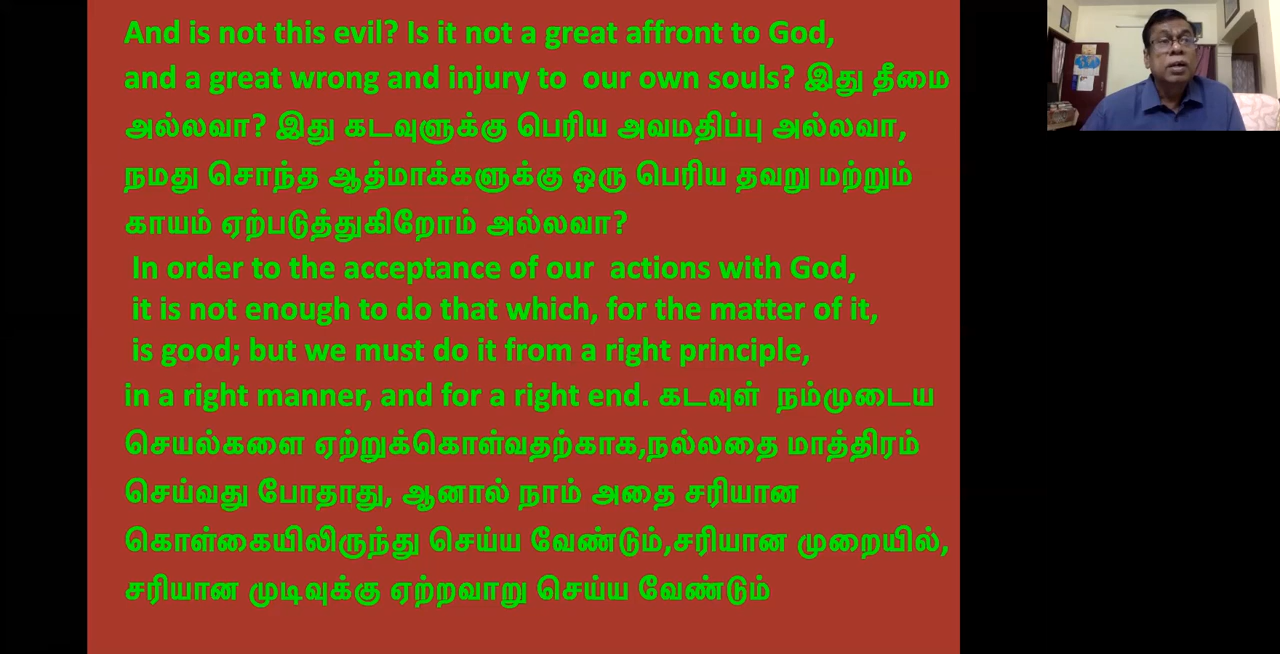 And is not this evil? Is it not a great affront to God,
and a great wrong and injury to our own souls? இது தீமை
அல்லவா? இது கடவுளுக்கு பெரிய அவமதிப்பு அல்லவா,
நமது சொந்த ஆத்மாக்களுக்கு ஒரு பெரிய தவறு மற்றும்
காயம் ஏற்படுத்துகிறோம் அல்லவா?
In order to the acceptance of our actions with God,
it is not enough to do that which, for the matter of it,
is good; but we must do it from a right principle,
in a right manner, and for a right end. கடவுள் நம்முடைய
செயல்களை ஏற்றுக்கொள்வதற்காக,நல்லதை மாத்திரம்
செய்வது போதாது, ஆனால் நாம் அதை சரியான
கொள்கையிலிருந்து செய்ய வேண்டும்,சரியான முறையில்,
சரியான முடிவுக்கு ஏற்றவாறு செய்ய வேண்டும்